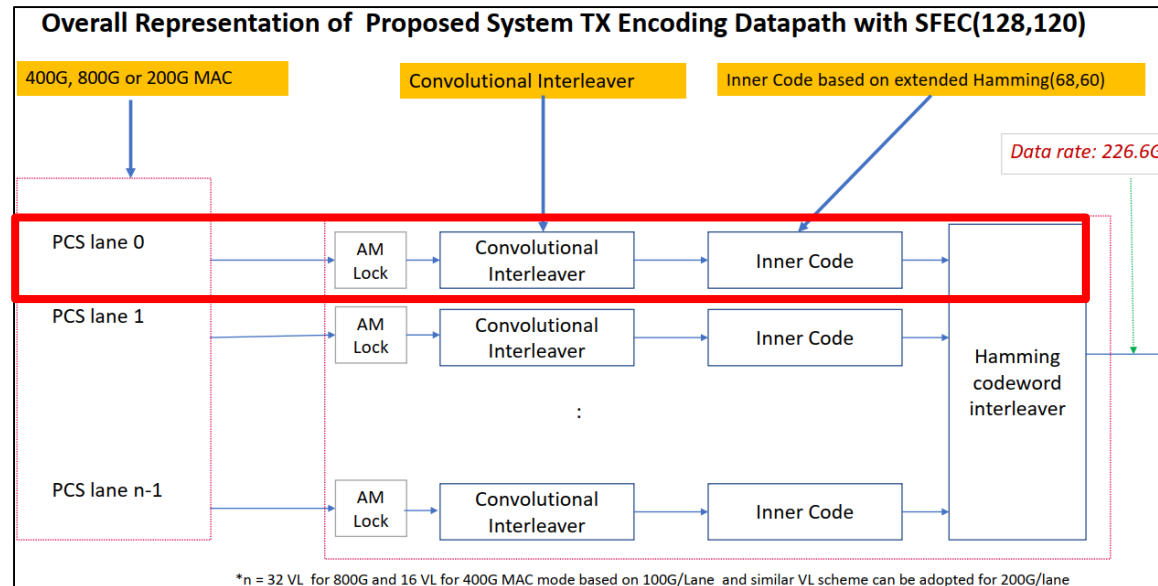 Overall Representation of Proposed System TX Encoding Datapath with SFEC(128,120)
400G, 800G or 200G MAC
Convolutional Interleaver
Inner Code based on extended Hamming(68,60)
Data rate: 226.6G
PCS lane 0
AM
Lock
Convolutional
Interleaver
Inner Code
PCS lane 1
AM
Lock
Convolutional
Interleaver
Inner Code
Hamming
codeword
interleaver
:
PCS lane n-1
AM
Lock
Convolutional
Interleaver
Inner Code
*n = 32 VL for 800G and 16 VL for 400G MAC mode based on 100G/Lane and similar VL scheme can be adopted for 200G/lane